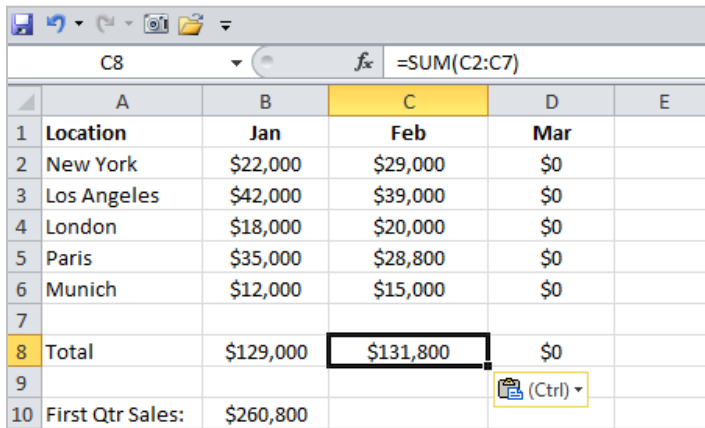 C8 fx =SUM(C2:C7)
A B C D E
1 Location Jan Feb Mar
2 New York $22,000 $29,000 $0
3 Los Angeles $42,000 $39,000 $0
4 London $18,000 $20,000 $0
5 Paris $35,000 $28,800 $0
6 Munich $12,000 $15,000 $0
7
8 Total $129,000 $131,800 $0
9 (Ctrl)
10 First Qtr Sales: $260,800